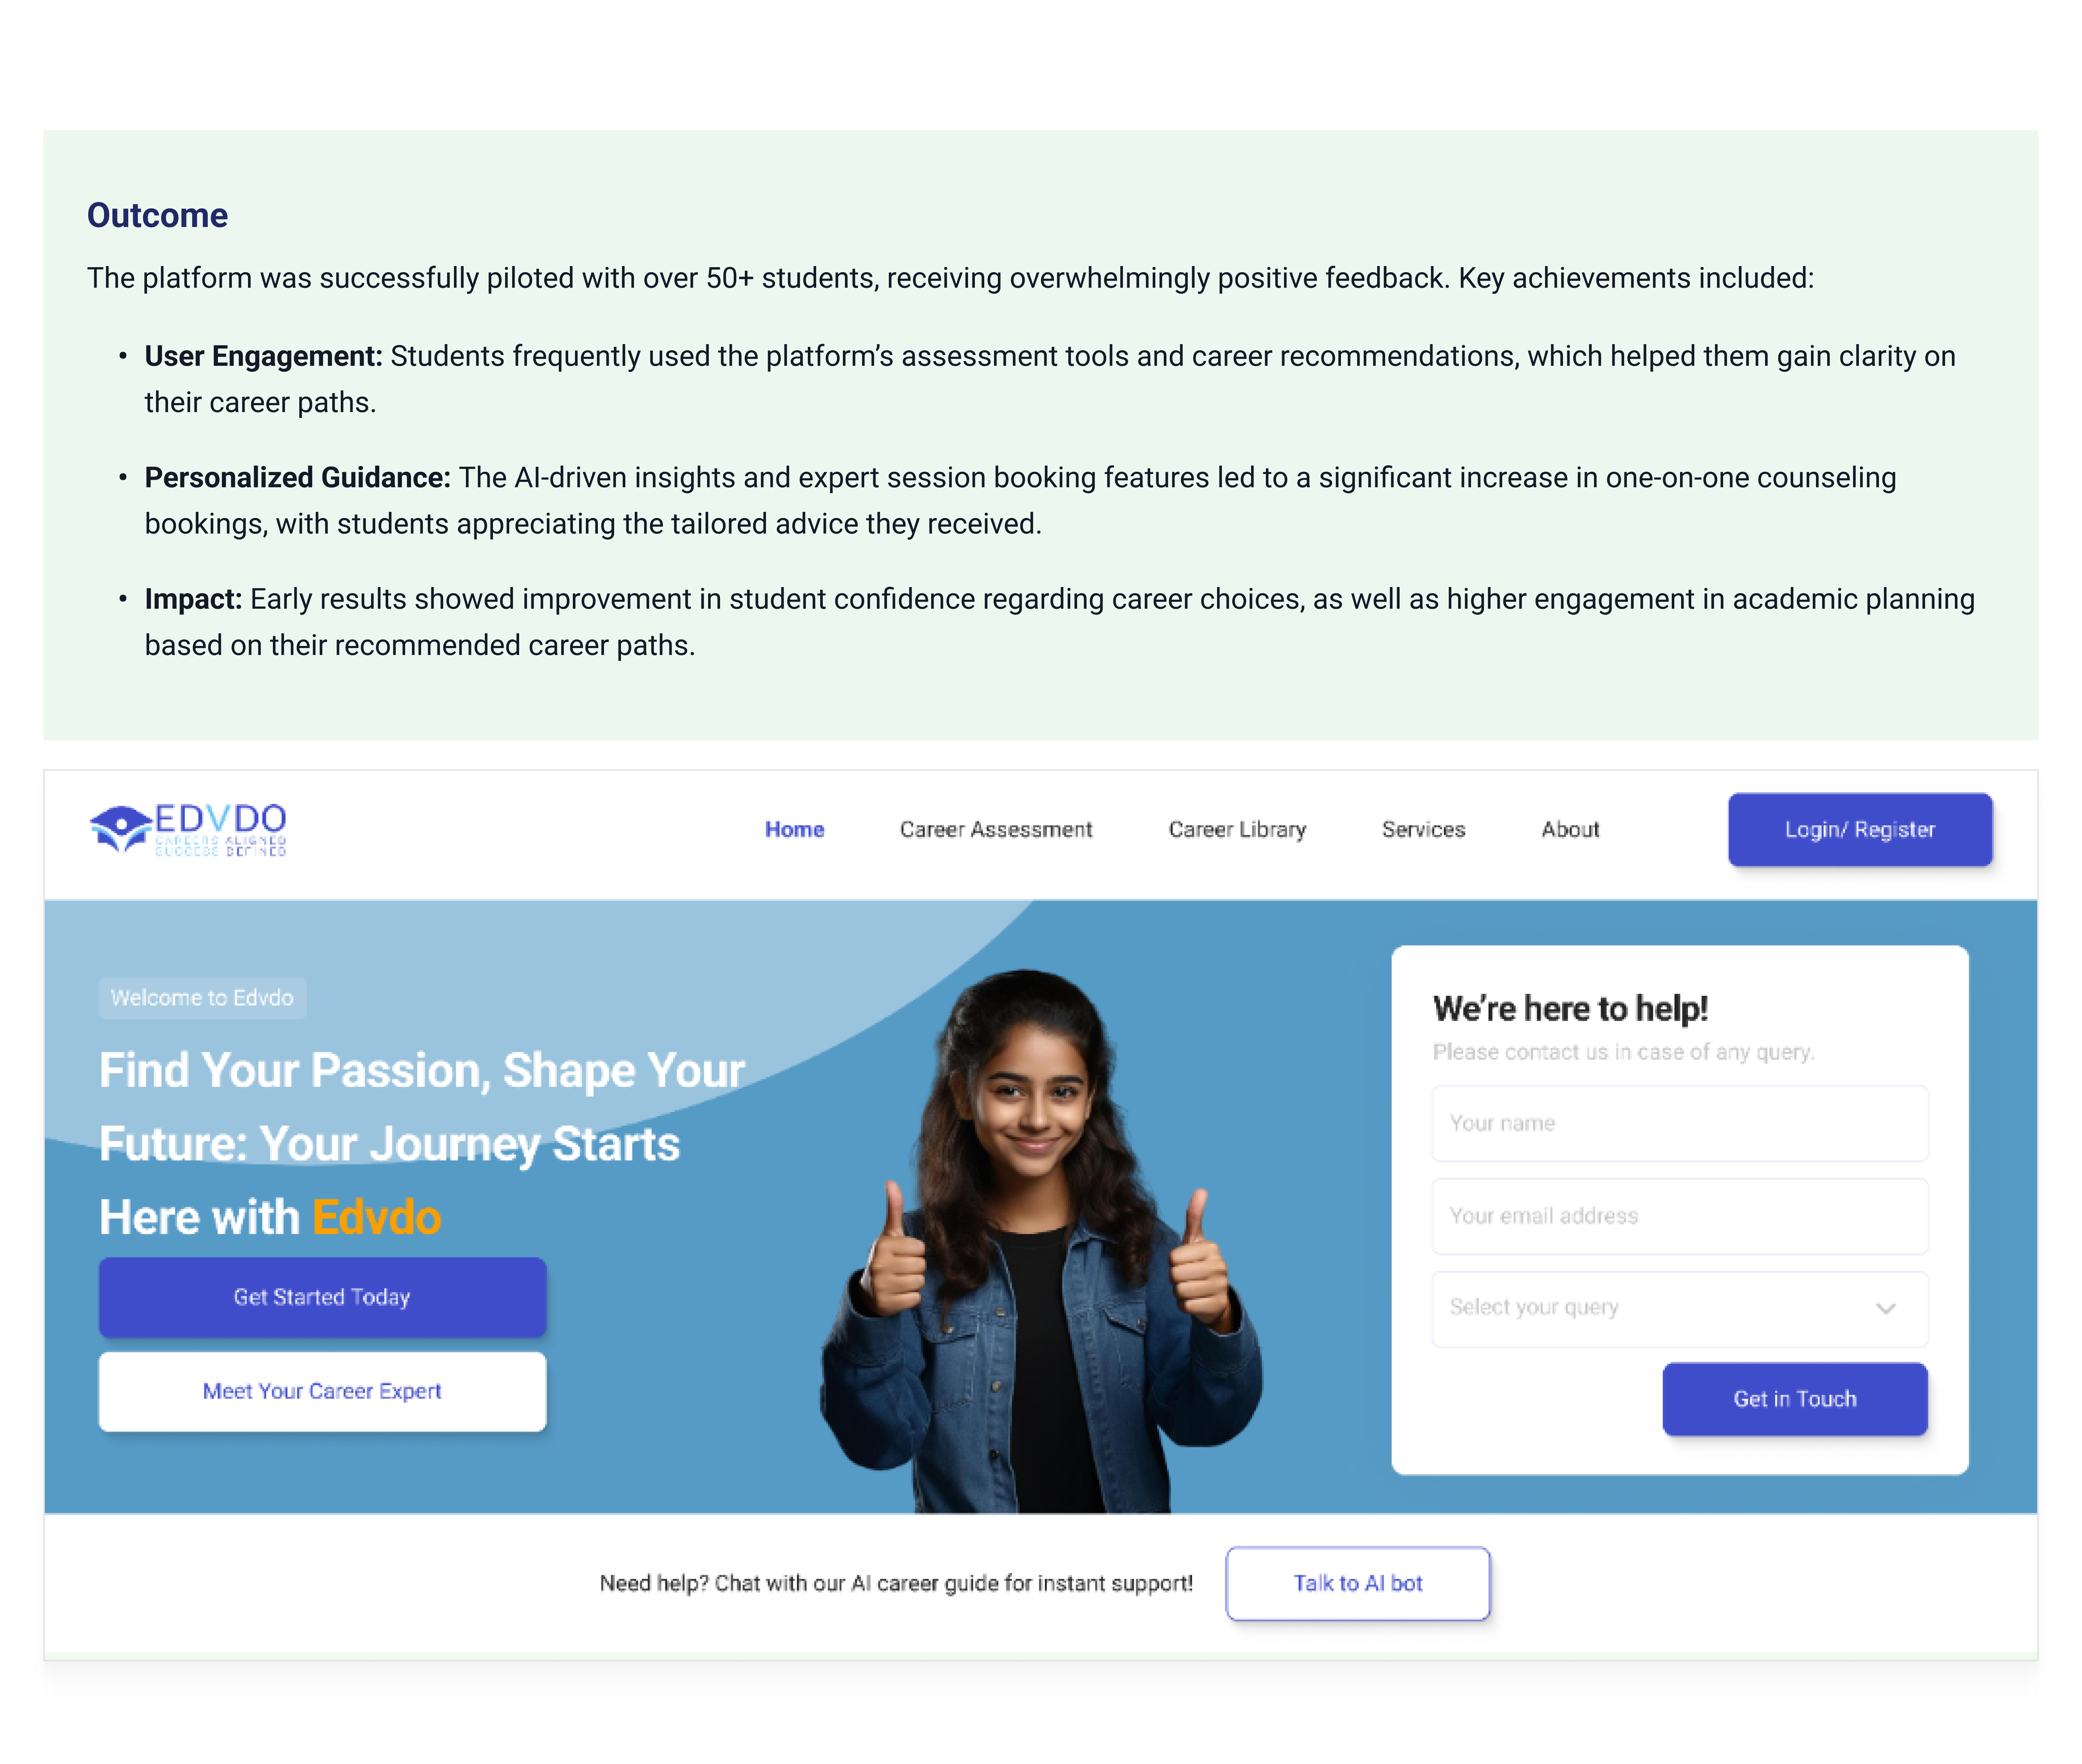 Outcome
The platform was successfully piloted with over 50+ students, receiving overwhelmingly positive feedback. Key achievements included:
• User Engagement: Students frequently used the platform’s assessment tools and career recommendations, which helped them gain clarity on
their career paths.
• Personalized Guidance: The AI-driven insights and expert session booking features led to a significant increase in one-on-one counseling
bookings, with students appreciating the tailored advice they received.
• Impact: Early results showed improvement in student confidence regarding career choices, as well as higher engagement in academic planning
based on their recommended career paths.
EDVDO
CAREERS ALIGNED
SUCCESS DEFINED
Home
Career Assessment
Career Library
Services
About
Login/ Register
Welcome to Edvdo
Find Your Passion, Shape Your
Future: Your Journey Starts
Here with Edvdo
Get Started Today
Meet Your Career Expert
We’re here to help!
Please contact us in case of any query.
Your name
Your email address
Select your query
Get in Touch
Need help? Chat with our AI career guide for instant support!
Talk to AI bot